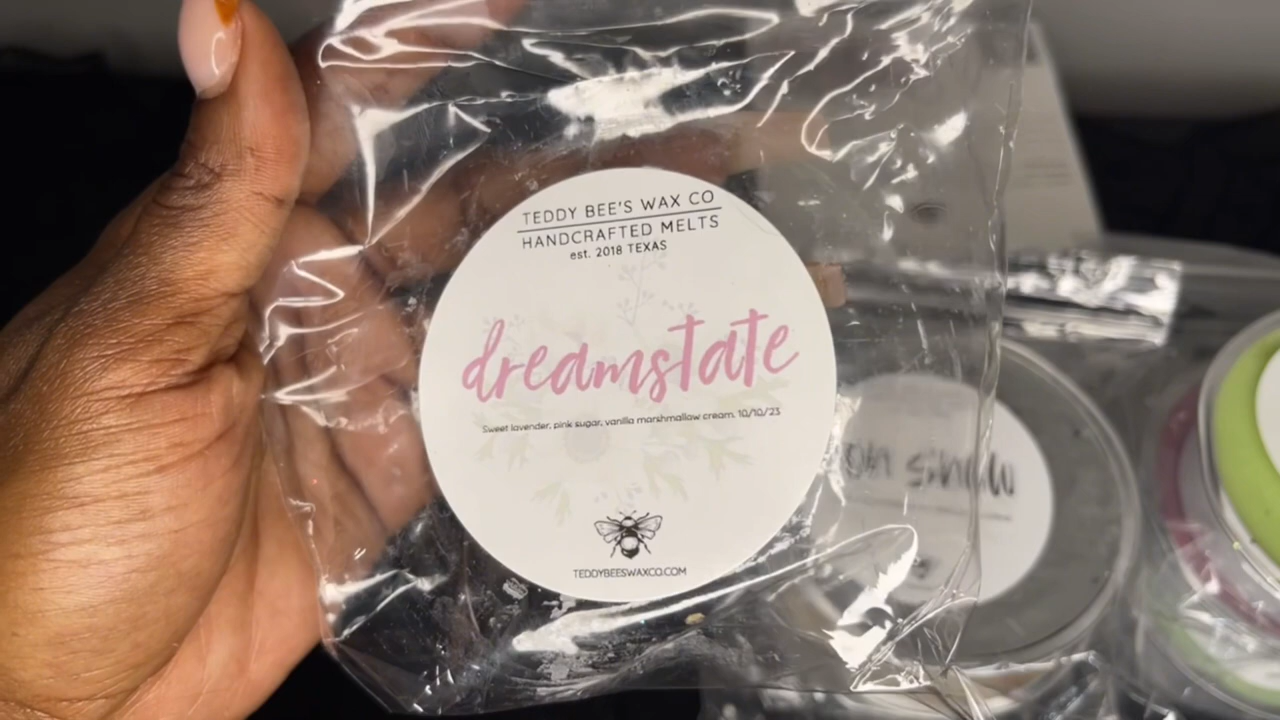 TEDDY BEE'S WAX CO
HANDCRAFTED MELTS
est. 2018 TEXAS
dreamstate
Sweet lavender, pink sugar, vanilla marshmallow cream. 10/10/23
TEDDYBEESWAXCO.COM